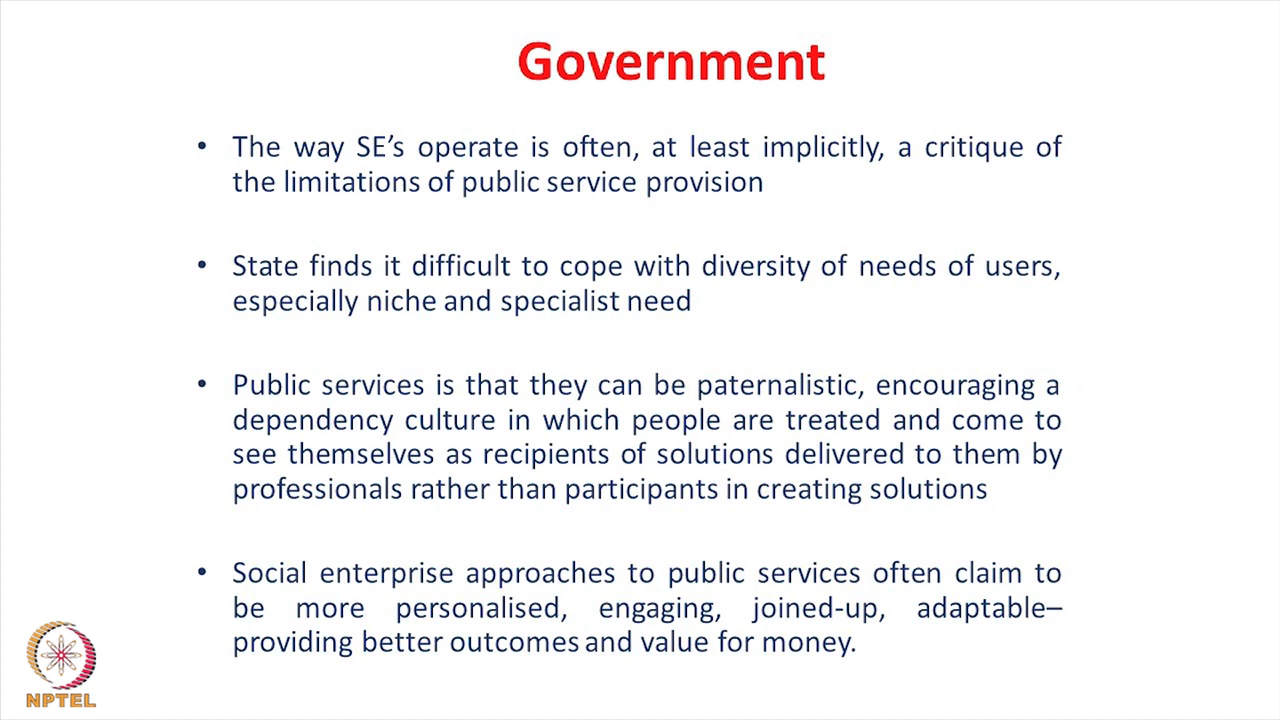 Government
• The way SE’s operate is often, at least implicitly, a critique of
the limitations of public service provision
• State finds it difficult to cope with diversity of needs of users,
especially niche and specialist need
• Public services is that they can be paternalistic, encouraging a
dependency culture in which people are treated and come to
see themselves as recipients of solutions delivered to them by
professionals rather than participants in creating solutions
• Social enterprise approaches to public services often claim to
be more personalised, engaging, joined-up, adaptable–
providing better outcomes and value for money.
NPTEL